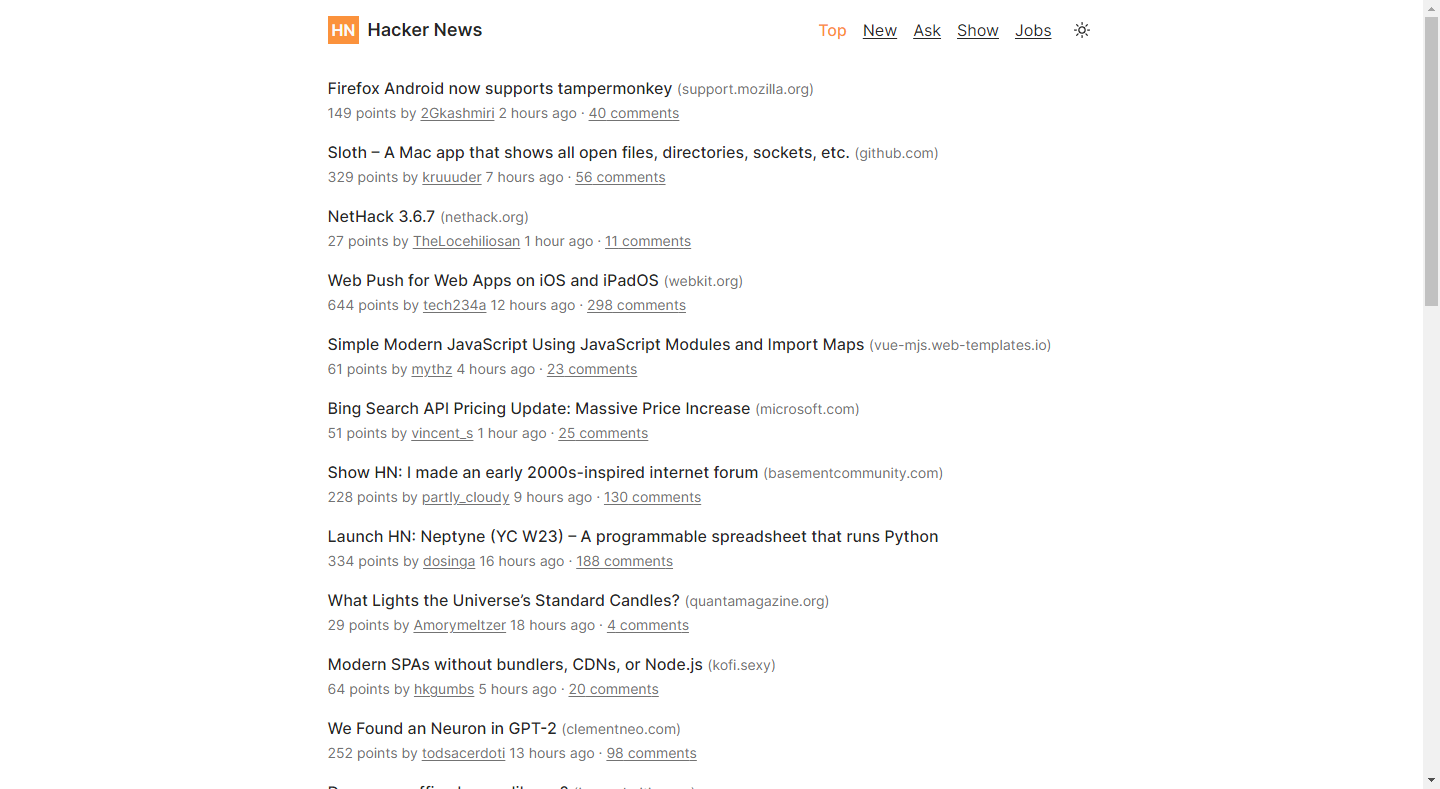 HN Hacker News Top New Ask Show Jobs
Firefox Android now supports tampermonkey (support.mozilla.org)
149 points by 2Gkashmiri 2 hours ago · 40 comments
Sloth – A Mac app that shows all open files, directories, sockets, etc. (github.com)
329 points by kruuuder 7 hours ago · 56 comments
NetHack 3.6.7 (nethack.org)
27 points by TheLocehiliosan 1 hour ago · 11 comments
Web Push for Web Apps on iOS and iPadOS (webkit.org)
644 points by tech234a 12 hours ago · 298 comments
Simple Modern JavaScript Using JavaScript Modules and Import Maps (vue-mjs.web-templates.io)
61 points by mythz 4 hours ago · 23 comments
Bing Search API Pricing Update: Massive Price Increase (microsoft.com)
51 points by vincent_s 1 hour ago · 25 comments
Show HN: I made an early 2000s-inspired internet forum (basementcommunity.com)
228 points by partly_cloudy 9 hours ago · 130 comments
Launch HN: Neptyne (YC W23) – A programmable spreadsheet that runs Python
334 points by dosinga 16 hours ago · 188 comments
What Lights the Universe’s Standard Candles? (quantamagazine.org)
29 points by Amorymeltzer 18 hours ago · 4 comments
Modern SPAs without bundlers, CDNs, or Node.js (kofi.sexy)
64 points by hkgumbs 5 hours ago · 20 comments
We Found an Neuron in GPT-2 (clementneo.com)
252 points by todsacerdoti 13 hours ago · 98 comments